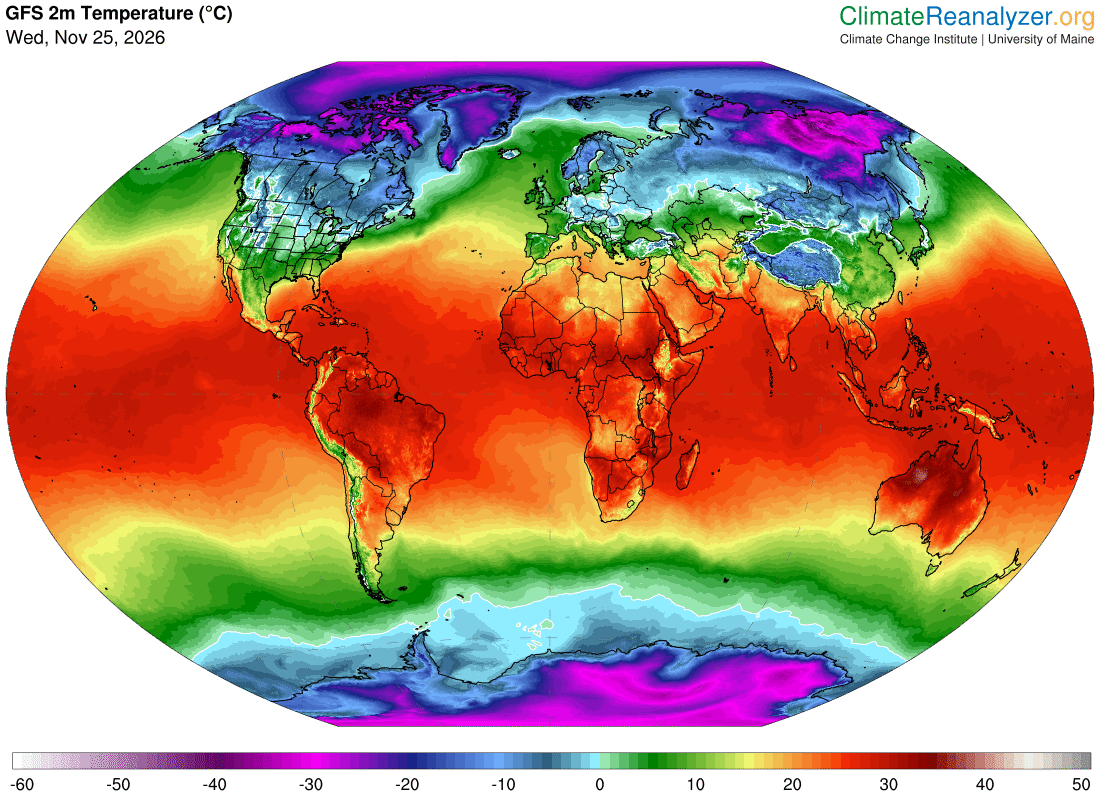 GFS 2m Temperature (°C)
Wed, Nov 25, 2026
ClimateReanalyzer.org
Climate Change Institute | University of Maine
-60 -50 -40 -30 -20 -10 0 10 20 30 40 50